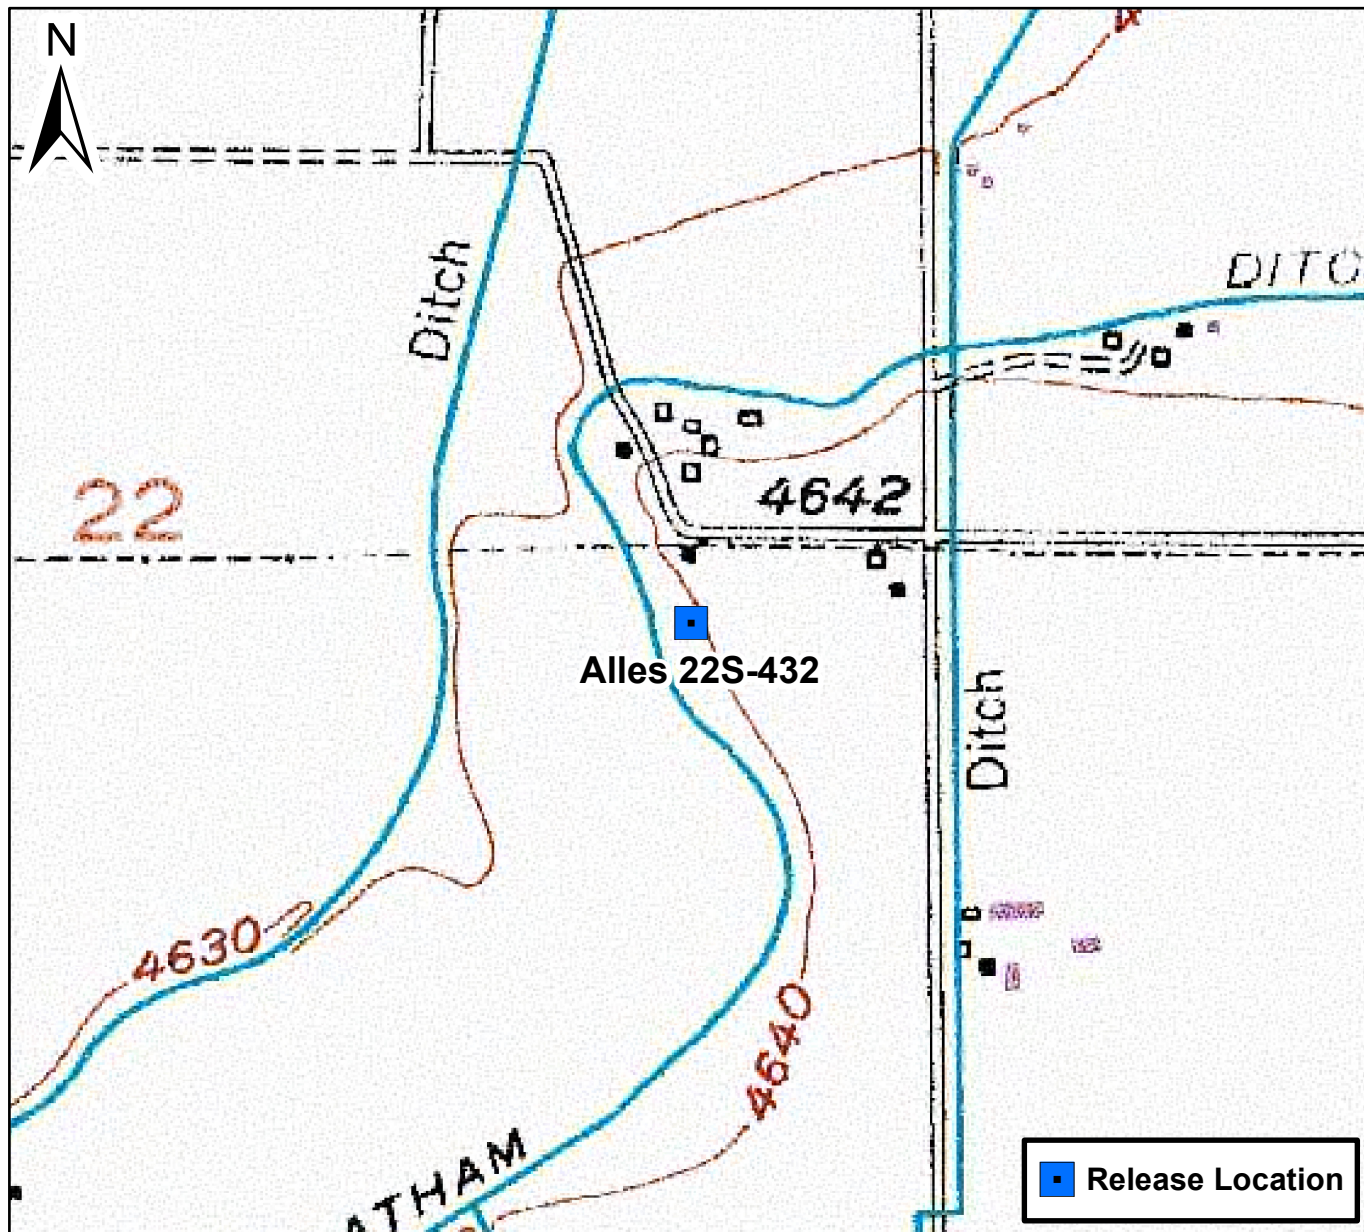 N
Ditch
DITC
22
4642
Alles 22S-432
Ditch
4630
4640
ATHAM
Release Location